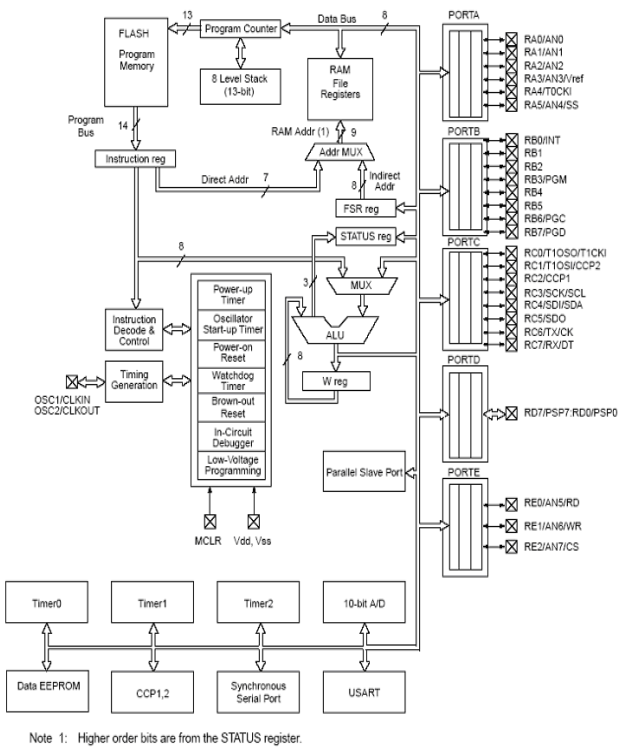 13
Data Bus
8
PORTA
FLASH
Program
Memory
Program Counter
8 Level Stack
(13-bit)
RAM
File
Registers
RA0/AN0
RA1/AN1
RA2/AN2
RA3/AN3/Vref
RA4/T0CKI
RA5/AN4/SS
Program
Bus
14
RAM Addr (1)
9
PORTB
Instruction reg
Addr MUX
Direct Addr
7
8
Indirect
Addr
FSR reg
RB0/INT
RB1
RB2
RB3/PGM
RB4
RB5
RB6/PGC
RB7/PGD
STATUS reg
PORTC
8
3
MUX
RC0/T1OSO/T1CKI
RC1/T1OSI/CCP2
RC2/CCP1
RC3/SCK/SCL
RC4/SDI/SDA
RC5/SDO
RC6/TX/CK
RC7/RX/DT
Power-up
Timer
Oscillator
Start-up Timer
Power-on
Reset
Watchdog
Timer
Brown-out
Reset
In-Circuit
Debugger
Low-Voltage
Programming
Instruction
Decode &
Control
ALU
8
W reg
Timing
Generation
OSC1/CLKIN
OSC2/CLKOUT
PORTD
RD7/PSP7:RD0/PSP0
Parallel Slave Port
PORTE
RE0/AN5/RD
RE1/AN6/WR
RE2/AN7/CS
MCLR
Vdd, Vss
Timer0
Timer1
Timer2
10-bit A/D
Data EEPROM
CCP1,2
Synchronous
Serial Port
USART
Note 1: Higher order bits are from the STATUS register.